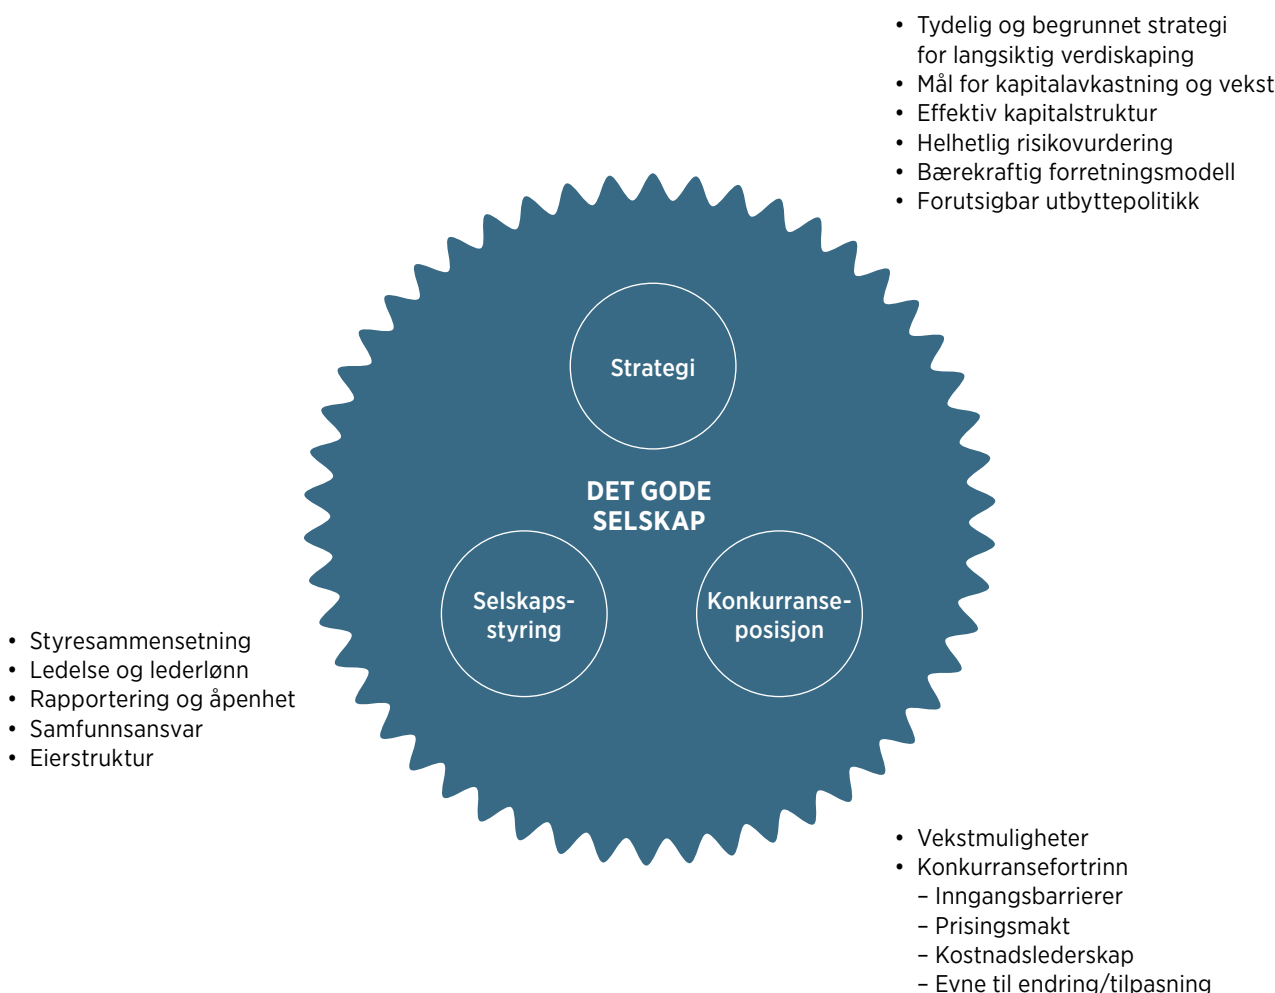 • Tydelig og begrunnet strategi
for langsiktig verdiskaping
• Mål for kapitalavkastning og vekst
• Effektiv kapitalstruktur
• Helhetlig risikovurdering
• Bærekraftig forretningsmodell
• Forutsigbar utbyttepolitikk
Strategi
DET GODE
SELSKAP
Selskaps-
styring
Konkurranse-
posisjon
• Styresammensetning
• Ledelse og lederlønn
• Rapportering og åpenhet
• Samfunnsansvar
• Eierstruktur
• Vekstmuligheter
• Konkurransefortrinn
– Inngangsbarrierer
– Prisingsmakt
– Kostnadslederskap
– Evne til endring/tilpasning